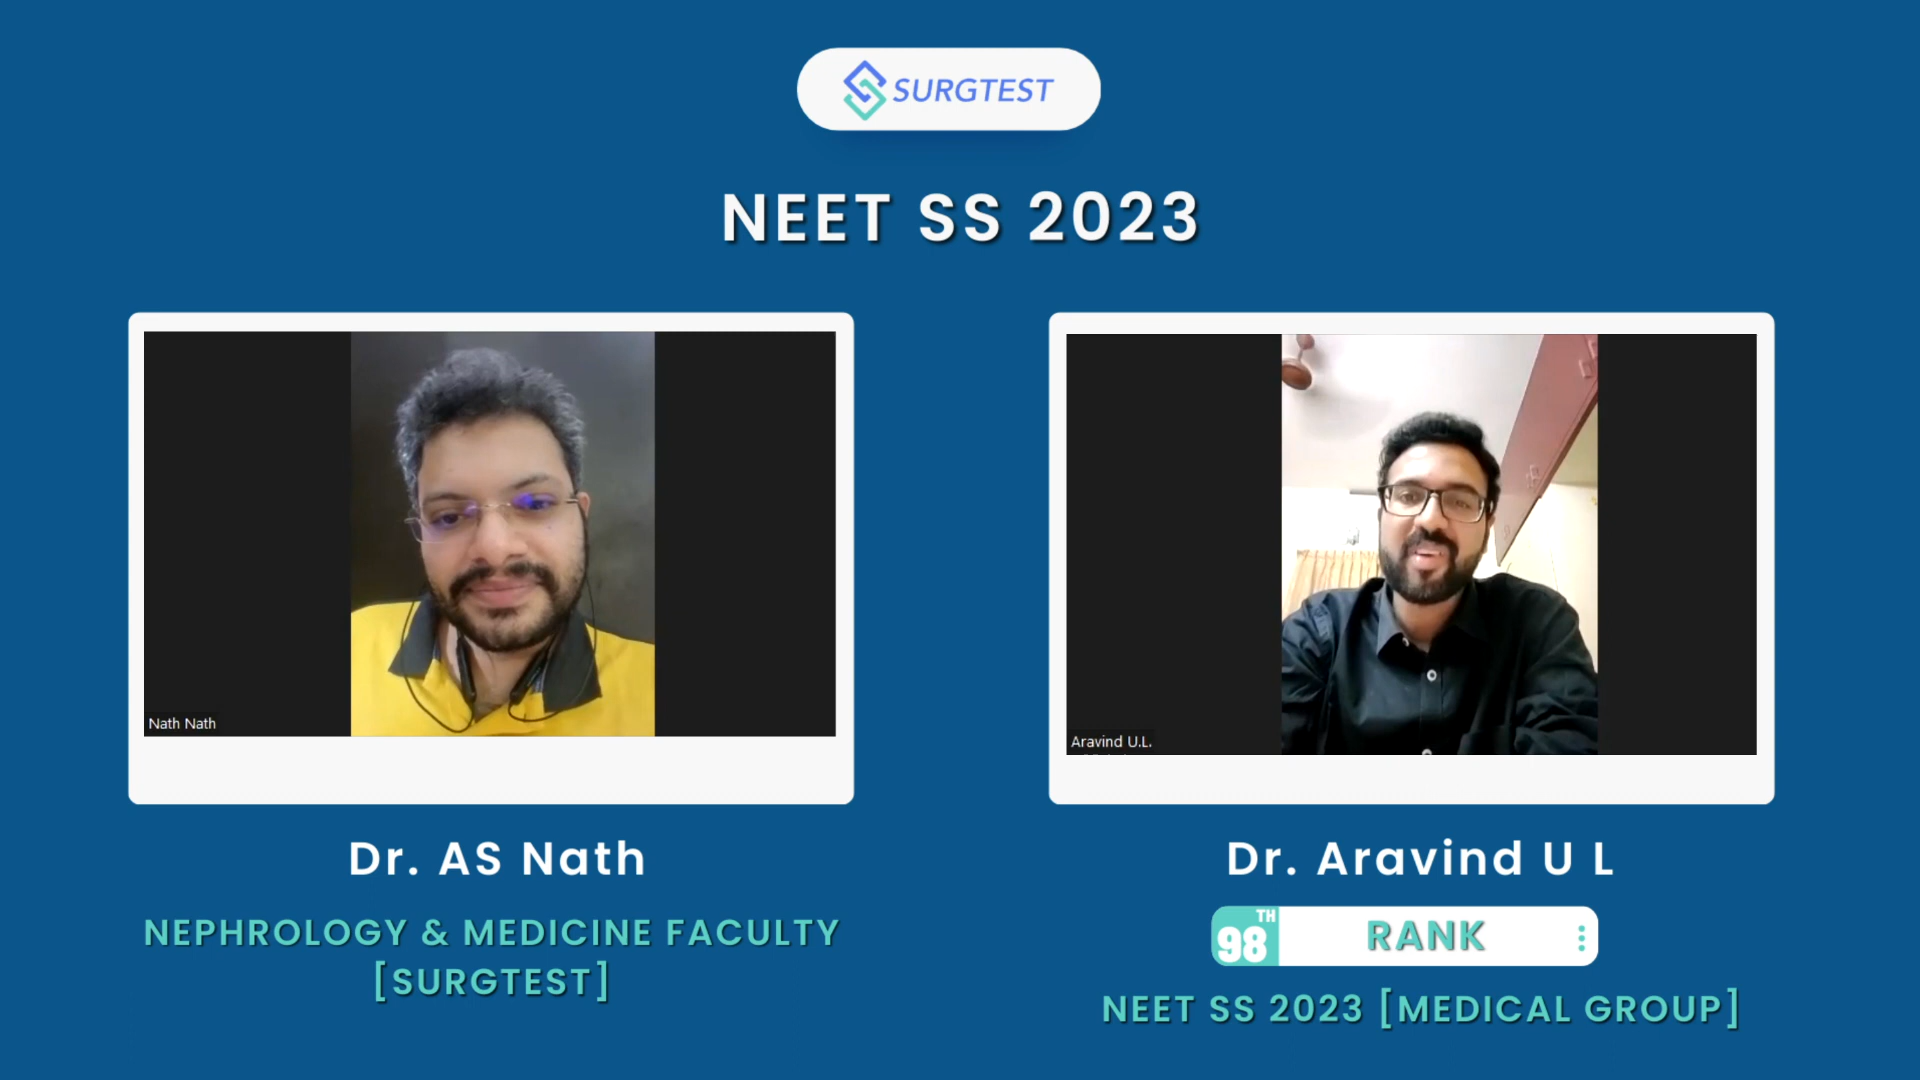 SURGTEST
NEET SS 2023
Nath Nath
Aravind U.L.
Dr. AS Nath
NEPHROLOGY & MEDICINE FACULTY
[SURGTEST]
Dr. Aravind U L
98TH RANK
NEET SS 2023 [MEDICAL GROUP]